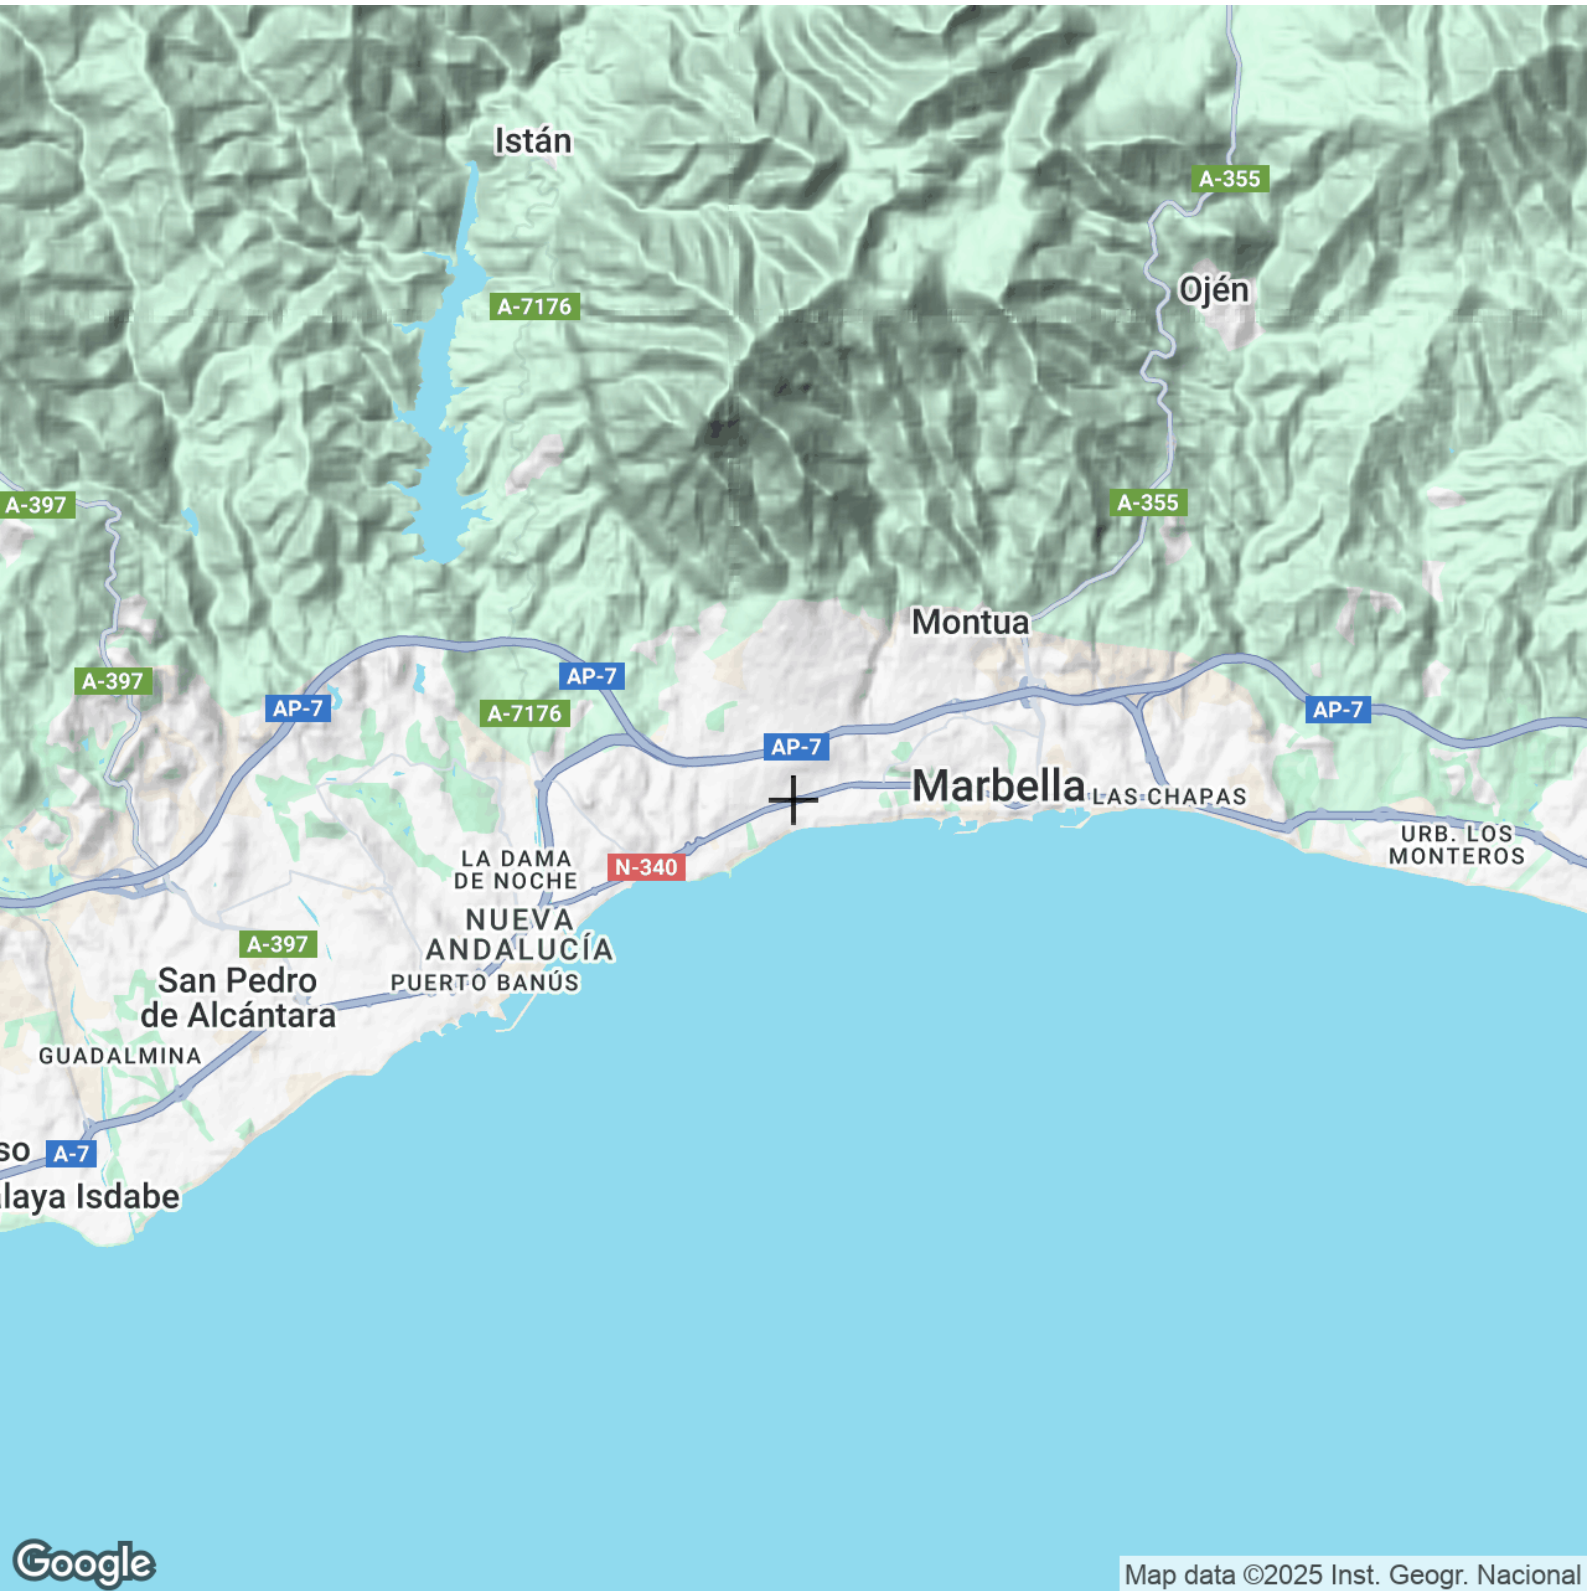 Istán
A-355
Ojén
A-7176
A-397
A-355
Montua
A-397
AP-7
AP-7
A-7176
AP-7
AP-7
Marbella
LAS CHAPAS
URB. LOS
MONTEROS
LA DAMA
DE NOCHE
N-340
NUEVA
ANDALUCÍA
PUERTO BANÚS
A-397
San Pedro
de Alcántara
GUADALMINA
so
A-7
alaya Isdabe
Google
Map data ©2025 Inst. Geogr. Nacional